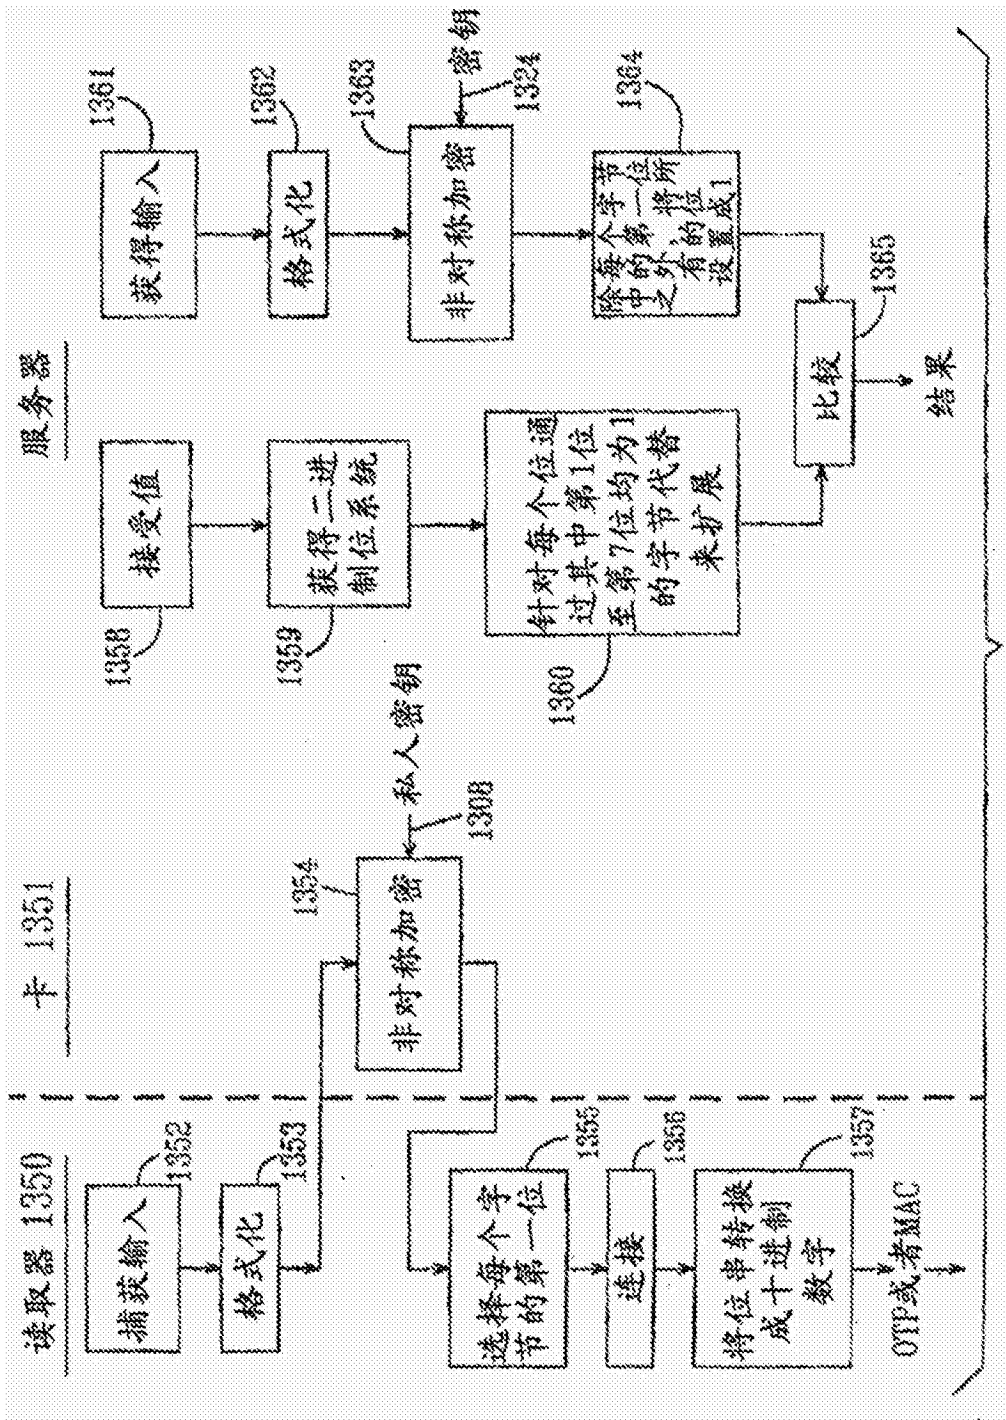 读取器 1350
捕获输入
1352
格式化
1353
选择每个字
节的第一位
1355
连接
1356
将位串转换
成十进制
数字
1357
OTP或者MAC
卡 1351
非对称加密
1354
私人密钥
1308
服务器
接受值
1358
获得二进
制位系统
1359
针对每个位通
过其中第1位
至第7位均为1
的字节代替
来扩展
1360
获得输入
1361
格式化
1362
非对称加密
1363
密钥
1324
除每个字节
中的第一位
之外,将所
有的位
设置成1
1364
比较
1365
结果